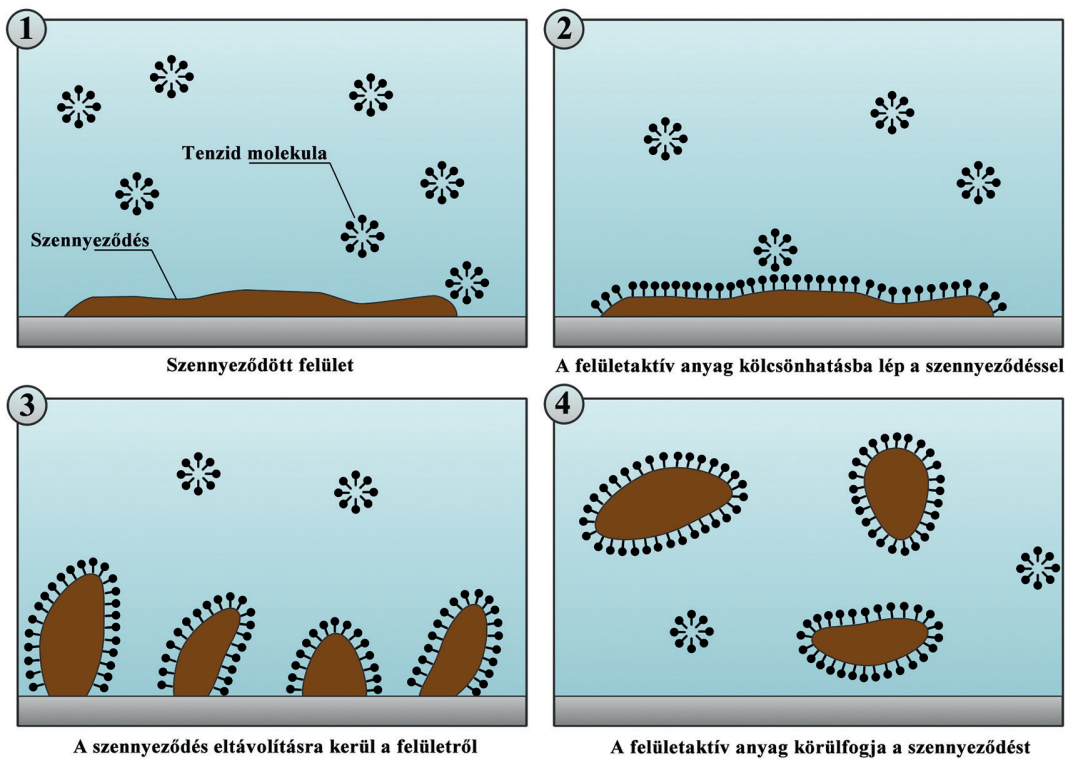 1
Tenzid molekula
Szennyeződés
Szennyeződött felület
2
A felületaktív anyag kölcsönhatásba lép a szennyeződéssel
3
A szennyeződés eltávolításra kerül a felületről
4
A felületaktív anyag körülfogja a szennyeződést